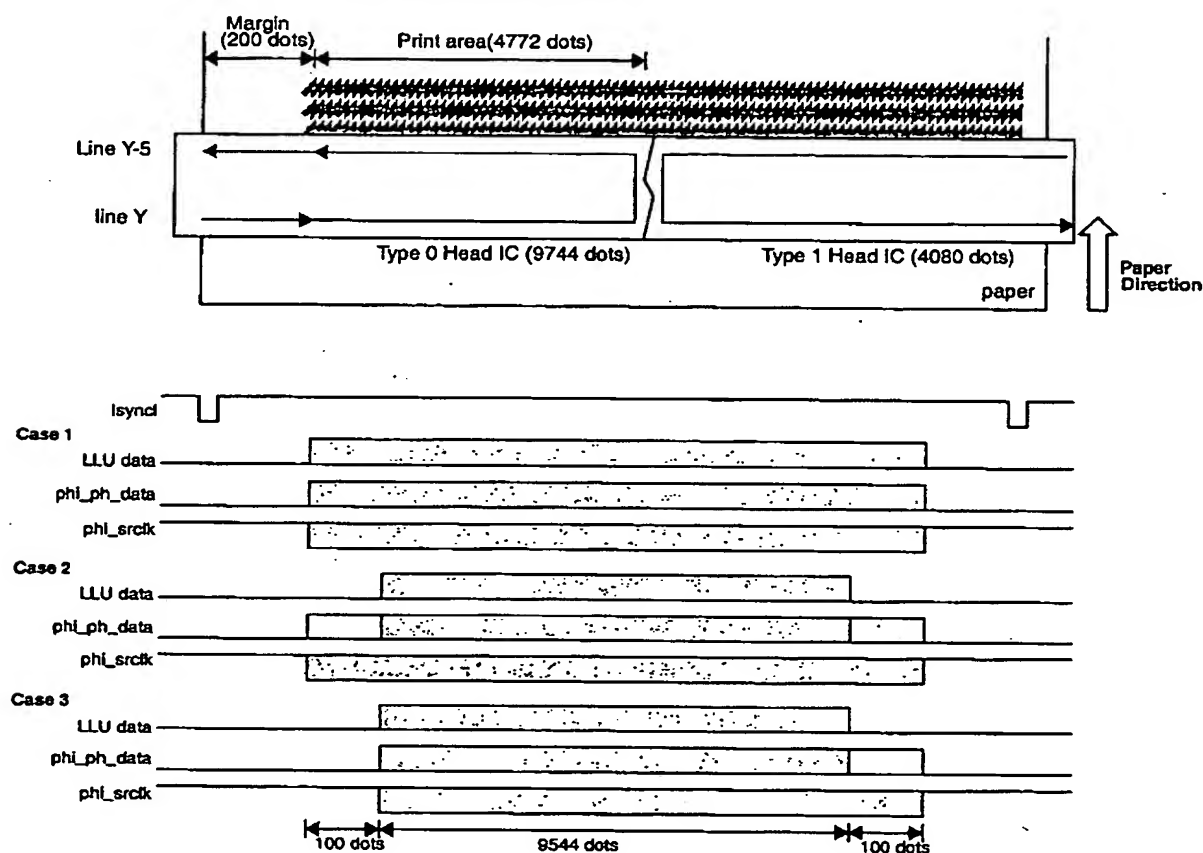 Margin
(200 dots)
Print area(4772 dots)
Line Y-5
line Y
Type 0 Head IC (9744 dots)
Type 1 Head IC (4080 dots)
Paper
Direction
paper
lsyncl
Case 1
LLU data
phi_ph_data
phi_srclk
Case 2
LLU data
phi_ph_data
phi_srclk
Case 3
LLU data
phi_ph_data
phi_srclk
100 dots
9544 dots
100 dots